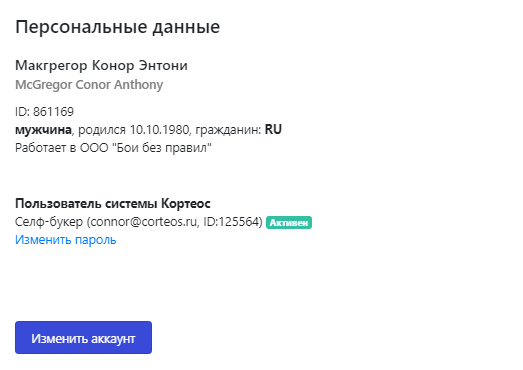 Персональные данные
Макгрегор Конор Энтони
McGregor Conor Anthony
ID: 861169
мужчина, родился 10.10.1980, гражданин: RU
Работает в ООО "Бои без правил"
Пользователь системы Кортеос
Селф-букер (connor@corteos.ru, ID:125564) Активен
Изменить пароль
Изменить аккаунт